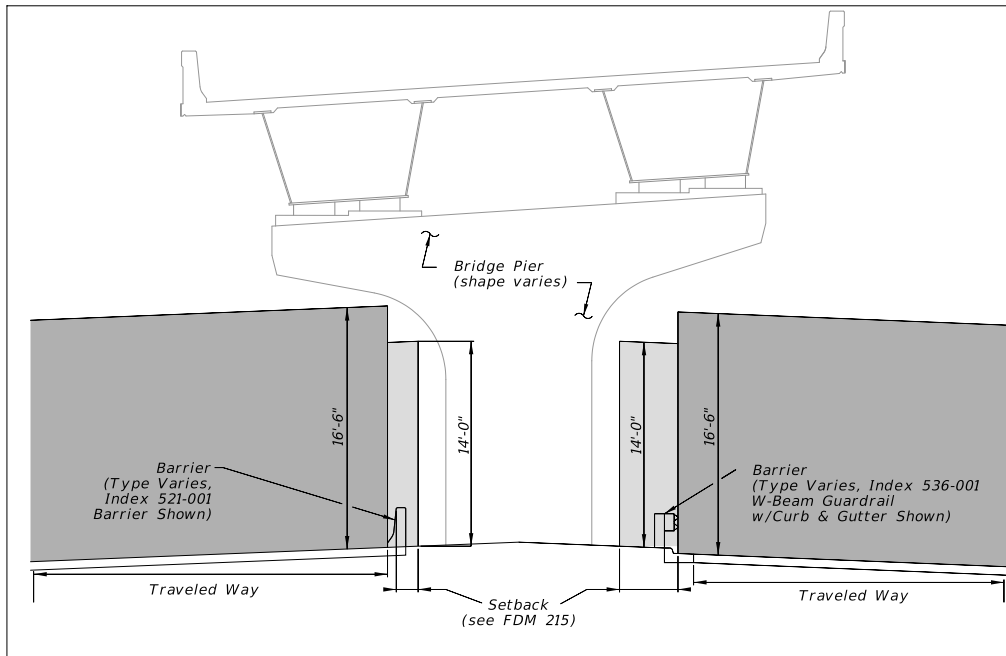 Bridge Pier
(shape varies)
16'-6"
14'-0"
14'-0"
16'-6"
Barrier
(Type Varies,
Index 521-001
Barrier Shown)
Barrier
(Type Varies, Index 536-001
W-Beam Guardrail
w/Curb & Gutter Shown)
Traveled Way
Setback
(see FDM 215)
Traveled Way